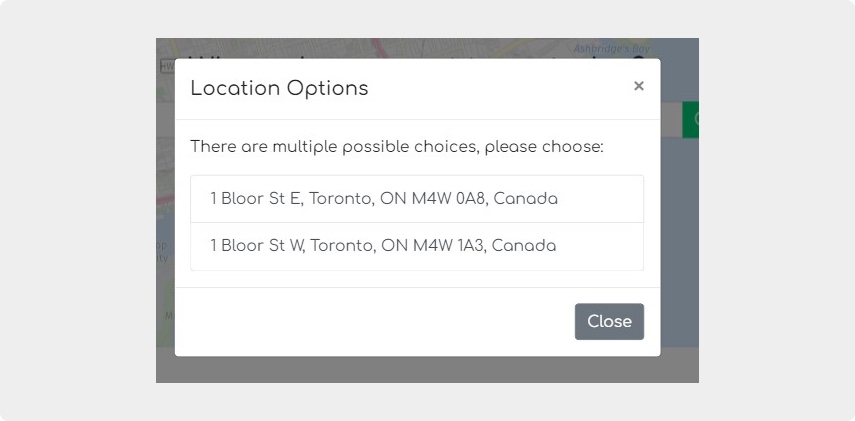 Ashbridge's Bay
Location Options
×
There are multiple possible choices, please choose:
1 Bloor St E, Toronto, ON M4W 0A8, Canada
1 Bloor St W, Toronto, ON M4W 1A3, Canada
Close